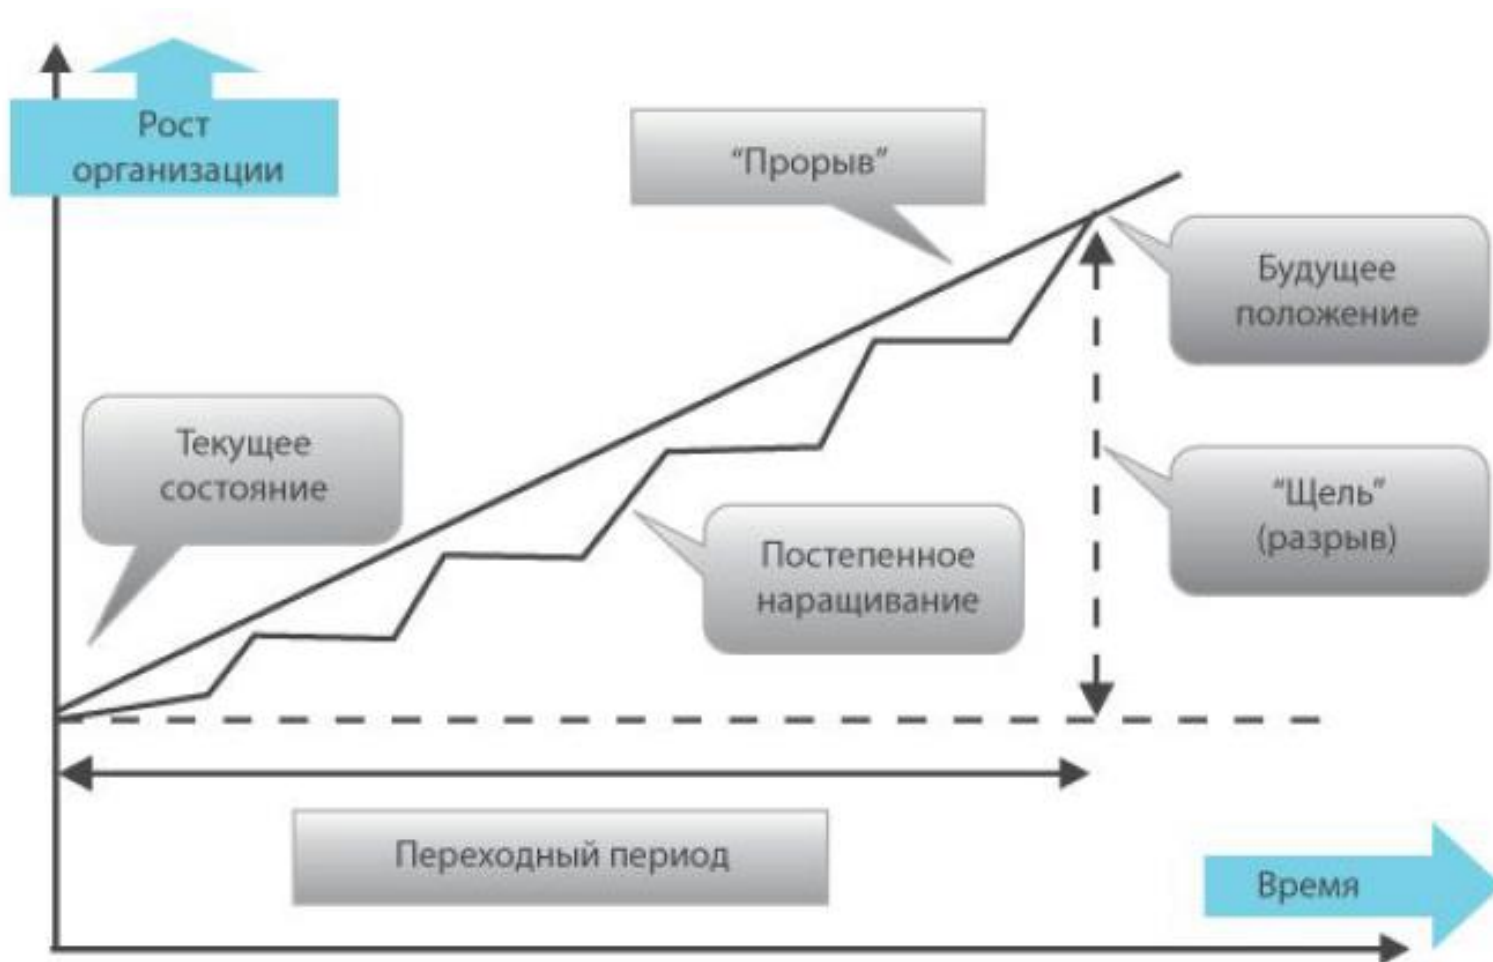 Рост
организации
“Прорыв”
Будущее
положение
Текущее
состояние
“Щель”
(разрыв)
Постепенное
наращивание
Переходный период
Время